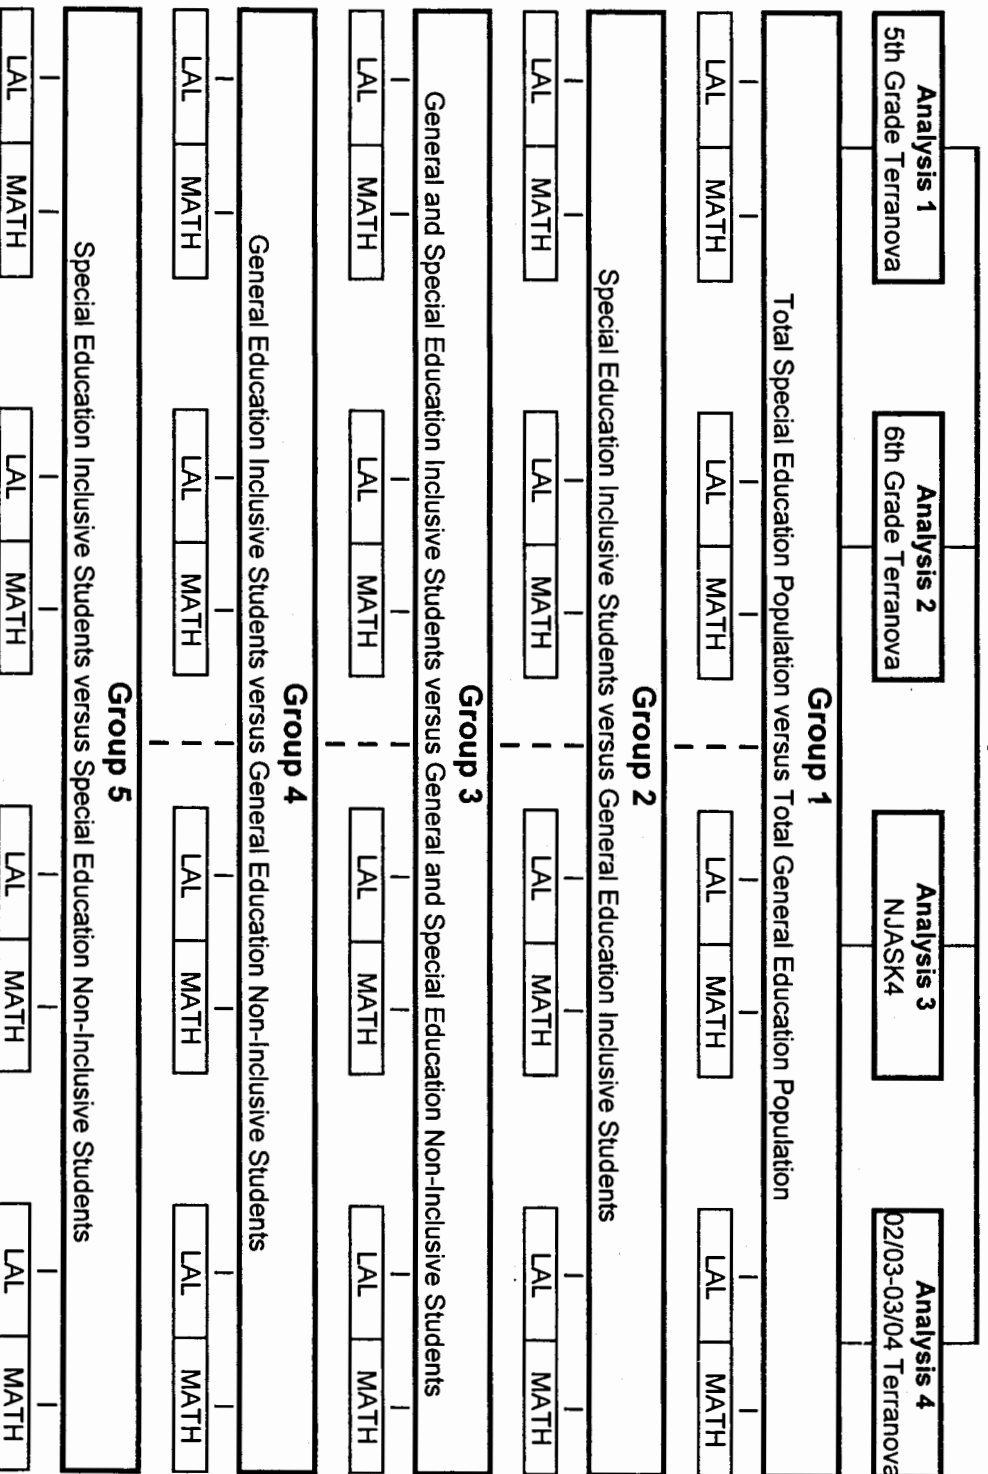 Analysis 1
5th Grade Terranova
Analysis 2
6th Grade Terranova
Analysis 3
NJASK4
Analysis 4
02/03-03/04 Terranova
Group 1
Total Special Education Population versus Total General Education Population
LAL MATH
LAL MATH
LAL MATH
LAL MATH
Group 2
Special Education Inclusive Students versus General Education Inclusive Students
LAL MATH
LAL MATH
LAL MATH
LAL MATH
Group 3
General and Special Education Inclusive Students versus General and Special Education Non-Inclusive Students
LAL MATH
LAL MATH
LAL MATH
LAL MATH
Group 4
General Education Inclusive Students versus General Education Non-Inclusive Students
LAL MATH
LAL MATH
LAL MATH
LAL MATH
Group 5
Special Education Inclusive Students versus Special Education Non-Inclusive Students
LAL MATH
LAL MATH
LAL MATH
LAL MATH